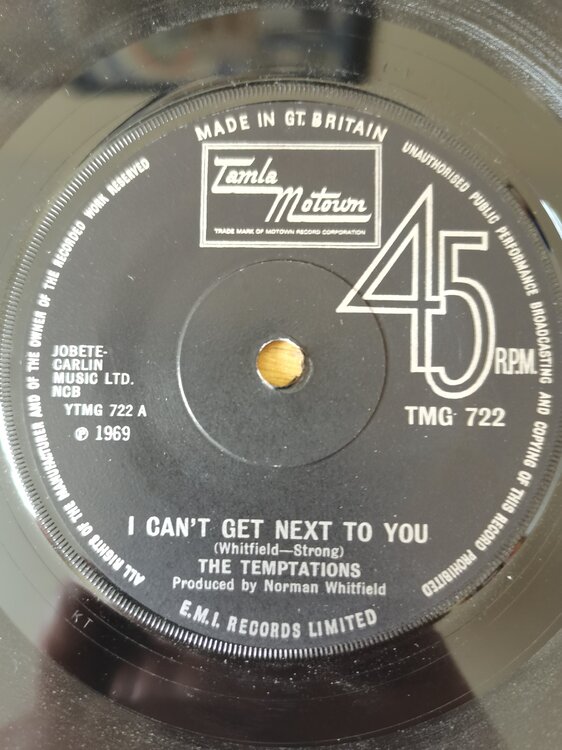 MADE IN GT. BRITAIN
Tamla
Motown
TRADE MARK OF MOTOWN RECORD CORPORATION
45
R.P.M.
TMG 722
JOBETE-
CARLIN
MUSIC LTD.
NCB
YTMG 722 A
℗ 1969
I CAN'T GET NEXT TO YOU
(Whitfield—Strong)
THE TEMPTATIONS
Produced by Norman Whitfield
E.M.I. RECORDS LIMITED
ALL RIGHTS OF THE MANUFACTURER AND OF THE OWNER OF THE RECORDED WORK RESERVED
UNAUTHORISED PUBLIC PERFORMANCE BROADCASTING AND COPYING OF THIS RECORD PROHIBITED
KT